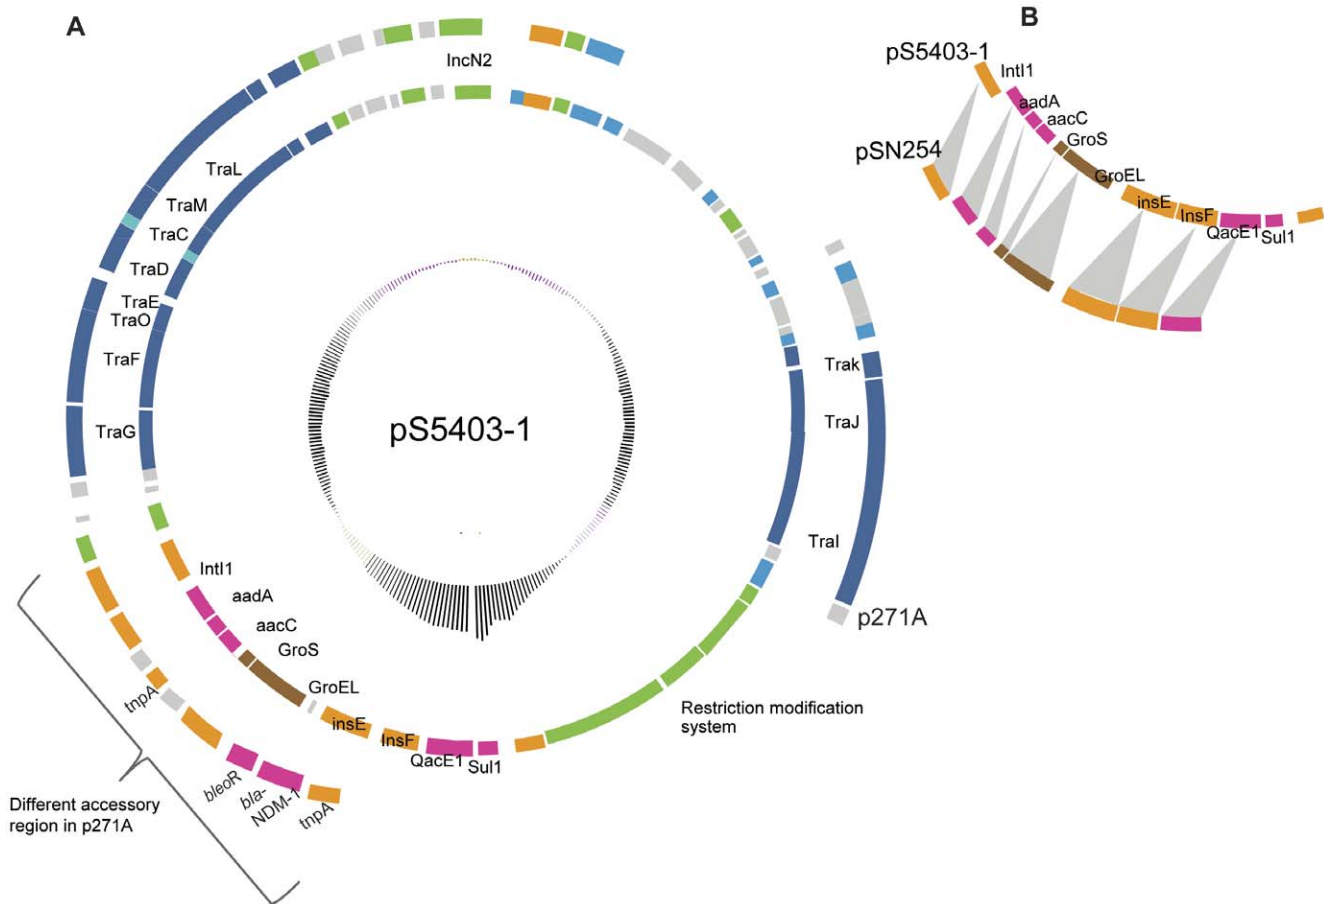 A
IncN2
TraL
TraM
TraC
TraD
TraE
TraO
TraF
TraG
pS5403-1
Trak
TraJ
TraI
p271A
IntI1
aadA
aacC
GroS
GroEL
insE
InsF
QacE1
Sul1
Restriction modification
system
tnpA
bleoR
bla-
NDM-1
tnpA
Different accessory
region in p271A
B
pS5403-1
IntI1
aadA
aacC
GroS
pSN254
GroEL
insE
InsF
QacE1
Sul1